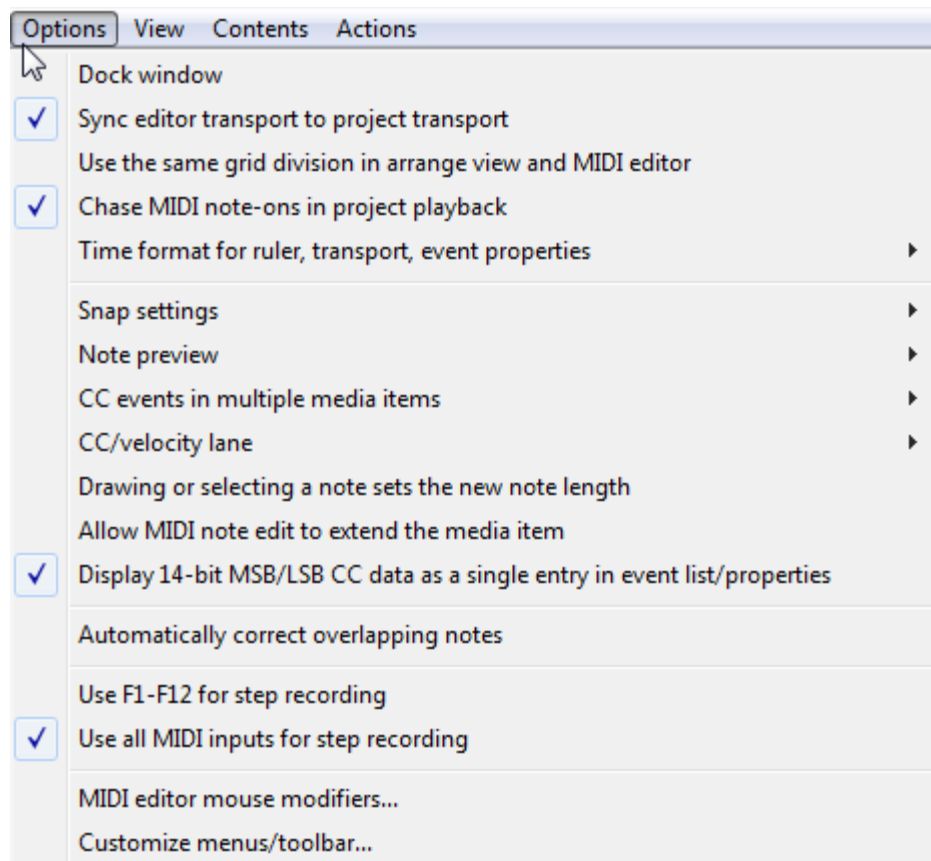 Options View Contents Actions
Dock window
Sync editor transport to project transport
Use the same grid division in arrange view and MIDI editor
Chase MIDI note-ons in project playback
Time format for ruler, transport, event properties
Snap settings
Note preview
CC events in multiple media items
CC/velocity lane
Drawing or selecting a note sets the new note length
Allow MIDI note edit to extend the media item
Display 14-bit MSB/LSB CC data as a single entry in event list/properties
Automatically correct overlapping notes
Use F1-F12 for step recording
Use all MIDI inputs for step recording
MIDI editor mouse modifiers...
Customize menus/toolbar...